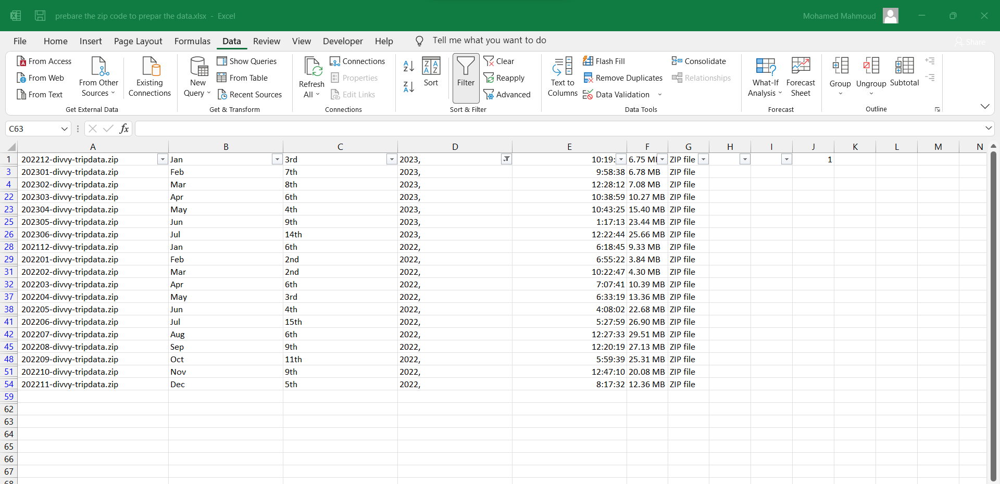 prebare the zip code to prepar the data.xlsx - Excel
Mohamed Mahmoud
File Home Insert Page Layout Formulas Data Review View Developer Help Tell me what you want to do Share
From Access
From Web
From Text
From Other Sources
Existing Connections
Get External Data
New Query
Show Queries
From Table
Recent Sources
Get & Transform
Refresh All
Connections
Properties
Edit Links
Connections
Sort
Filter
Clear
Reapply
Advanced
Sort & Filter
Text to Columns
Flash Fill
Remove Duplicates
Data Validation
Consolidate
Relationships
Data Tools
What-If Analysis
Forecast Sheet
Forecast
Group
Ungroup
Subtotal
Outline
C63
fx
A B C D E F G H I J K L M N
1 202212-divvy-tripdata.zip Jan 3rd 2023, 10:19: 6.75 MI ZIP file 1
3 202301-divvy-tripdata.zip Feb 7th 2023, 9:58:38 6.78 MB ZIP file
4 202302-divvy-tripdata.zip Mar 8th 2023, 12:28:12 7.08 MB ZIP file
22 202303-divvy-tripdata.zip Apr 6th 2023, 10:38:59 10.27 MB ZIP file
23 202304-divvy-tripdata.zip May 4th 2023, 10:43:25 15.40 MB ZIP file
25 202305-divvy-tripdata.zip Jun 9th 2023, 1:17:13 23.44 MB ZIP file
26 202306-divvy-tripdata.zip Jul 14th 2023, 12:22:44 25.66 MB ZIP file
28 202112-divvy-tripdata.zip Jan 6th 2022, 6:18:45 9.33 MB ZIP file
29 202201-divvy-tripdata.zip Feb 2nd 2022, 6:55:22 3.84 MB ZIP file
31 202202-divvy-tripdata.zip Mar 2nd 2022, 10:22:47 4.30 MB ZIP file
32 202203-divvy-tripdata.zip Apr 6th 2022, 7:07:41 10.39 MB ZIP file
37 202204-divvy-tripdata.zip May 3rd 2022, 6:33:19 13.36 MB ZIP file
38 202205-divvy-tripdata.zip Jun 4th 2022, 4:08:02 22.68 MB ZIP file
41 202206-divvy-tripdata.zip Jul 15th 2022, 5:27:59 26.90 MB ZIP file
42 202207-divvy-tripdata.zip Aug 6th 2022, 12:27:33 29.51 MB ZIP file
45 202208-divvy-tripdata.zip Sep 9th 2022, 12:20:19 27.13 MB ZIP file
48 202209-divvy-tripdata.zip Oct 11th 2022, 5:59:39 25.31 MB ZIP file
51 202210-divvy-tripdata.zip Nov 9th 2022, 12:47:10 20.08 MB ZIP file
54 202211-divvy-tripdata.zip Dec 5th 2022, 8:17:32 12.36 MB ZIP file
59
62
63
64
65
66
67
68